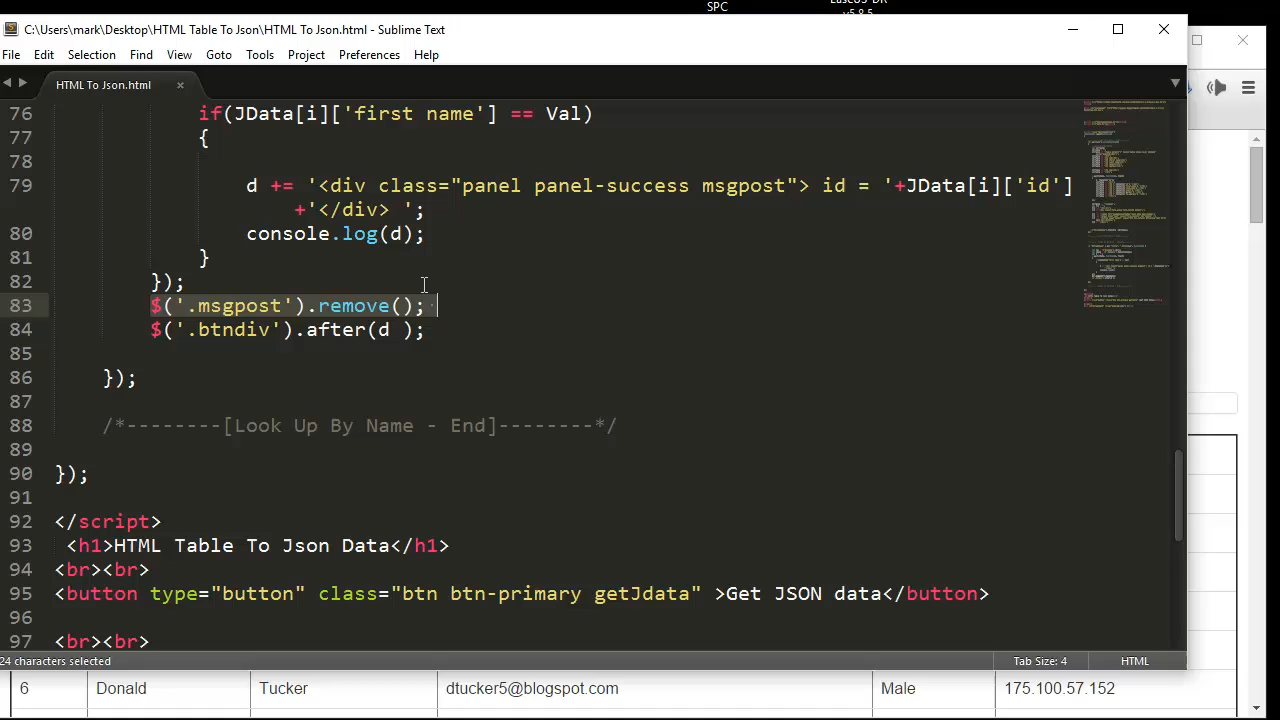 SPC
v5.8.5
C:\Users\mark\Desktop\HTML Table To Json\HTML To Json.html - Sublime Text
File Edit Selection Find View Goto Tools Project Preferences Help
HTML To Json.html ×
76 if(JData[i]['first name'] == Val)
77 {
78
79 d += '<div class="panel panel-success msgpost"> id = '+JData[i]['id']
+'</div> ';
80 console.log(d);
81 }
82 });
83 $('.msgpost').remove();
84 $('.btndiv').after(d );
85
86 });
87
88 /*--------[Look Up By Name - End]--------*/
89
90 });
91
92 </script>
93 <h1>HTML Table To Json Data</h1>
94 <br><br>
95 <button type="button" class="btn btn-primary getJdata" >Get JSON data</button>
96
97 <br><br>
24 characters selected Tab Size: 4 HTML
6 Donald Tucker dtucker5@blogspot.com Male 175.100.57.152